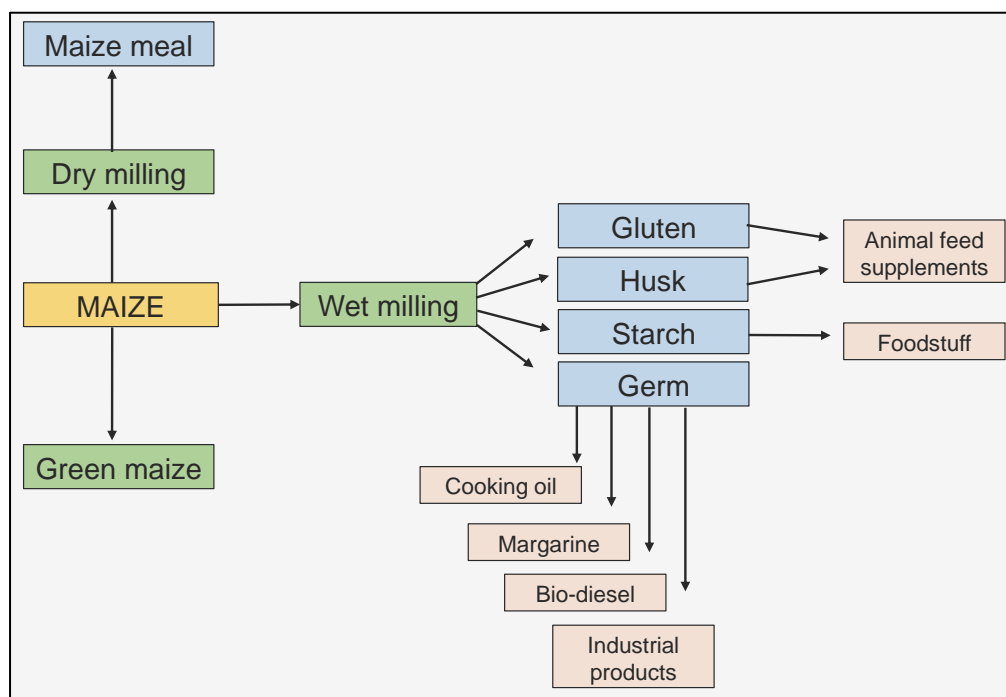 Maize meal
Dry milling
MAIZE
Green maize
Wet milling
Gluten
Husk
Starch
Germ
Animal feed
supplements
Foodstuff
Cooking oil
Margarine
Bio-diesel
Industrial
products